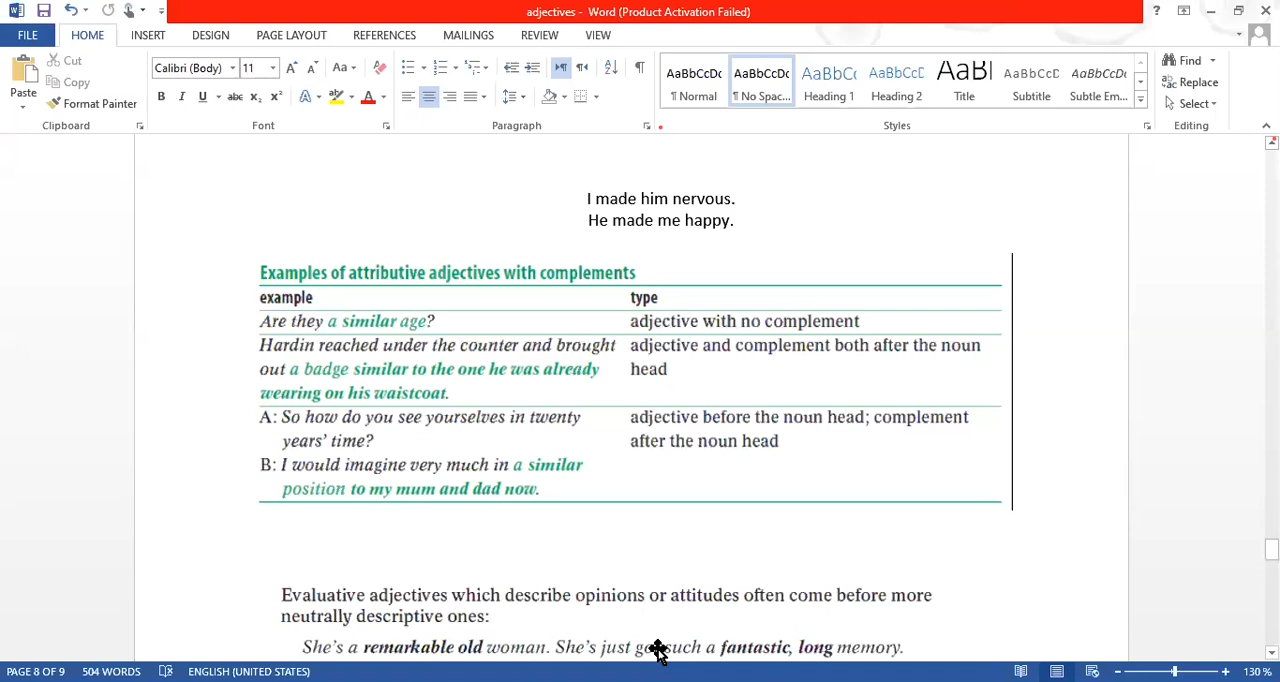 adjectives - Word (Product Activation Failed)
FILE HOME INSERT DESIGN PAGE LAYOUT REFERENCES MAILINGS REVIEW VIEW
Paste Cut Copy Format Painter
Calibri (Body) 11
AaBbCcDc ¶ Normal AaBbCcDc ¶ No Spac... AaBbCc Heading 1 AaBbCcD Heading 2 AaBl Title AaBbCcD Subtitle AaBbCcDc Subtle Em...
Find Replace Select
Clipboard Font Paragraph Styles Editing
I made him nervous.
He made me happy.
Examples of attributive adjectives with complements
example type
Are they a similar age? adjective with no complement
Hardin reached under the counter and brought adjective and complement both after the noun
out a badge similar to the one he was already head
wearing on his waistcoat.
A: So how do you see yourselves in twenty adjective before the noun head; complement
years' time? after the noun head
B: I would imagine very much in a similar
position to my mum and dad now.
Evaluative adjectives which describe opinions or attitudes often come before more
neutrally descriptive ones:
She's a remarkable old woman. She's just got such a fantastic, long memory.
PAGE 8 OF 9 504 WORDS ENGLISH (UNITED STATES) 130 %